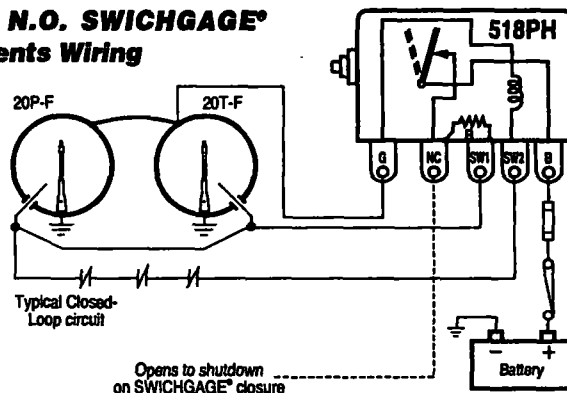 N.O. SWICHGAGE®
ents Wiring
518PH
20P-F
20T-F
G
NC
SW1
SW2
B
Typical Closed-
Loop circuit
Opens to shutdown
on SWICHGAGE® closure
- +
Battery